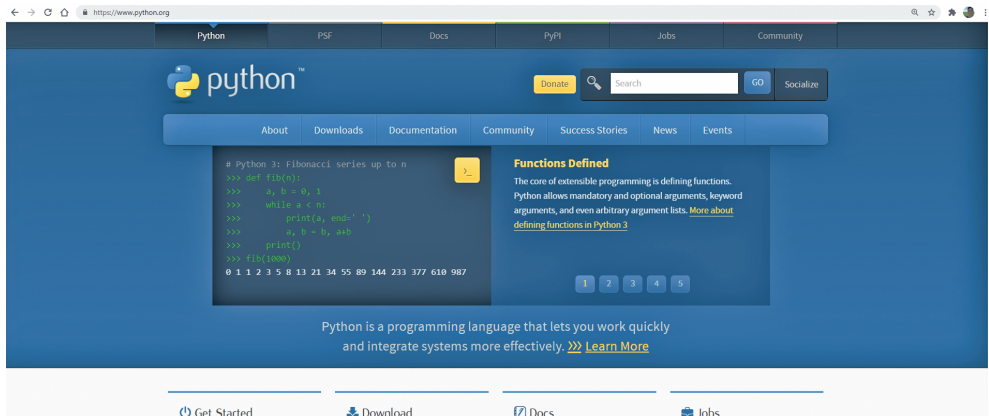 https://www.python.org
Python
PSF
Docs
PyPI
Jobs
Community
python™
Donate
Search
GO
Socialize
About
Downloads
Documentation
Community
Success Stories
News
Events
# Python 3: Fibonacci series up to n
>>> def fib(n):
>>>     a, b = 0, 1
>>>     while a < n:
>>>         print(a, end=' ')
>>>         a, b = b, a+b
>>>     print()
>>> fib(1000)
0 1 1 2 3 5 8 13 21 34 55 89 144 233 377 610 987
>_
Functions Defined
The core of extensible programming is defining functions.
Python allows mandatory and optional arguments, keyword
arguments, and even arbitrary argument lists. More about
defining functions in Python 3
1 2 3 4 5
Python is a programming language that lets you work quickly
and integrate systems more effectively. >>> Learn More
Get Started
Download
Docs
Jobs